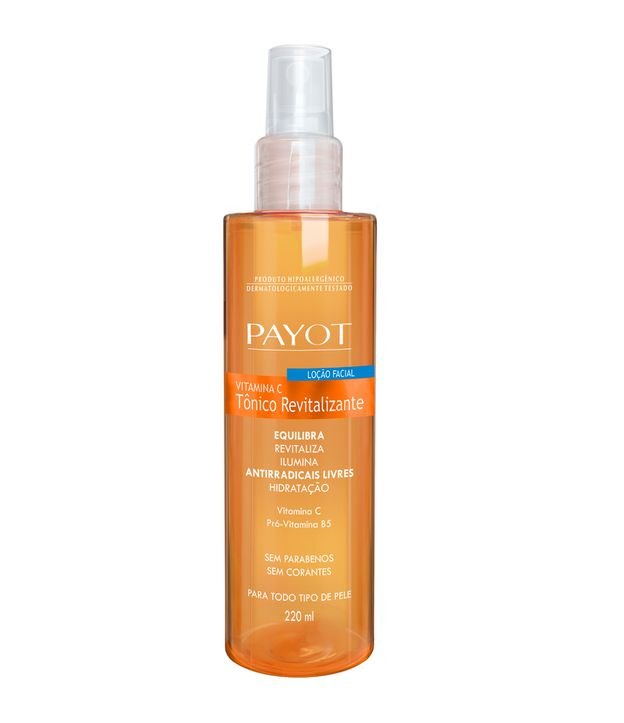 PRODUTO HIPOALERGÊNICO
DERMATOLOGICAMENTE TESTADO
PAYOT
LOÇÃO FACIAL
VITAMINA C
Tônico Revitalizante
EQUILIBRA
REVITALIZA
ILUMINA
ANTIRRADICAIS LIVRES
HIDRATAÇÃO
Vitamina C
Pró-Vitamina B5
SEM PARABENOS
SEM CORANTES
PARA TODO TIPO DE PELE
220 ml